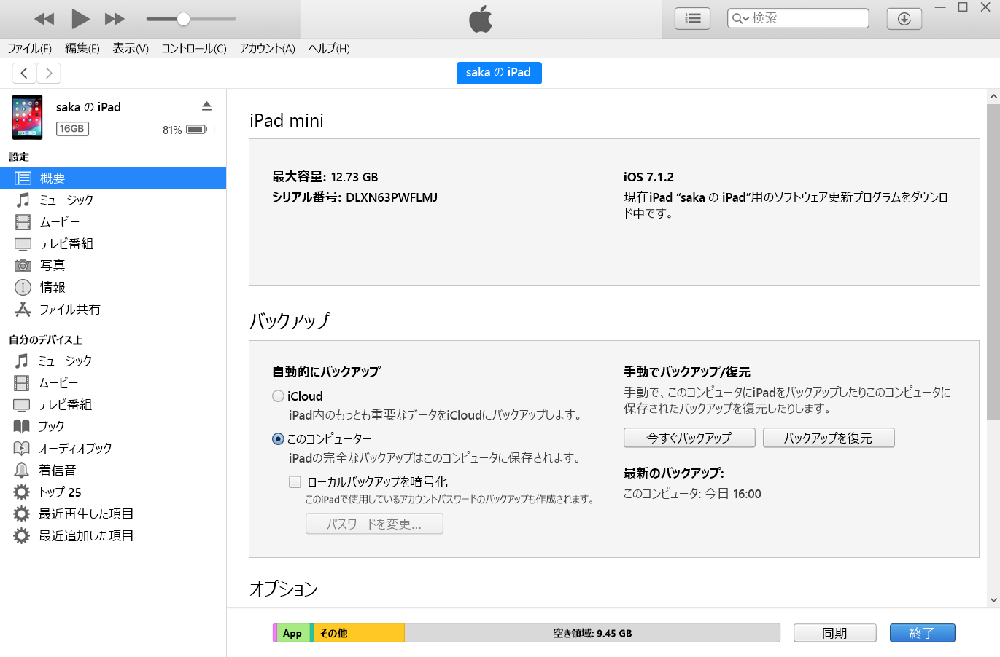 検索
ファイル(F) 編集(E) 表示(V) コントロール(C) アカウント(A) ヘルプ(H)
saka の iPad
saka の iPad
16GB
81%
設定
概要
ミュージック
ムービー
テレビ番組
写真
情報
ファイル共有
自分のデバイス上
ミュージック
ムービー
テレビ番組
ブック
オーディオブック
着信音
トップ 25
最近再生した項目
最近追加した項目
iPad mini
最大容量: 12.73 GB
シリアル番号: DLXN63PWFLMJ
iOS 7.1.2
現在iPad “saka の iPad”用のソフトウェア更新プログラムをダウンロー
ド中です。
バックアップ
自動的にバックアップ
iCloud
iPad内のもっとも重要なデータをiCloudにバックアップします。
このコンピューター
iPadの完全なバックアップはこのコンピュータに保存されます。
ローカルバックアップを暗号化
このiPadで使用しているアカウントパスワードのバックアップも作成されます。
パスワードを変更...
手動でバックアップ/復元
手動で、このコンピュータにiPadをバックアップしたりこのコンピュータに
保存されたバックアップを復元したりします。
今すぐバックアップ
バックアップを復元
最新のバックアップ:
このコンピュータ: 今日 16:00
オプション
App
その他
空き領域: 9.45 GB
同期
終了